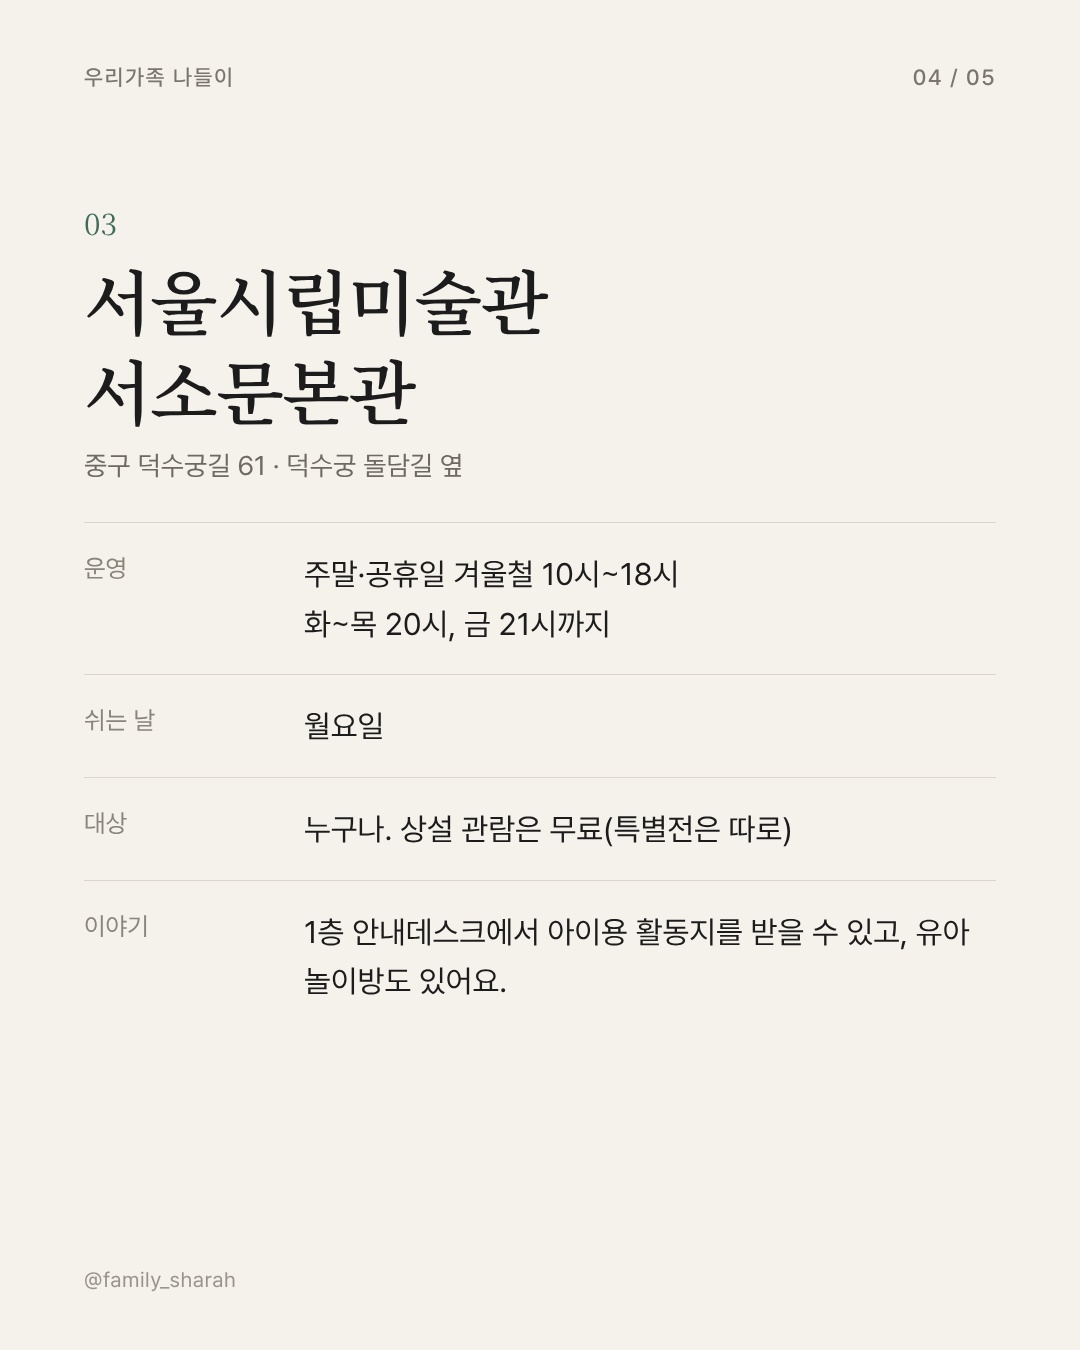 우리가족 나들이
04 / 05
03
서울시립미술관
서소문본관
중구 덕수궁길 61 · 덕수궁 돌담길 옆
운영
주말·공휴일 겨울철 10시~18시
화~목 20시, 금 21시까지
쉬는 날
월요일
대상
누구나. 상설 관람은 무료(특별전은 따로)
이야기
1층 안내데스크에서 아이용 활동지를 받을 수 있고, 유아
놀이방도 있어요.
@family_sharah